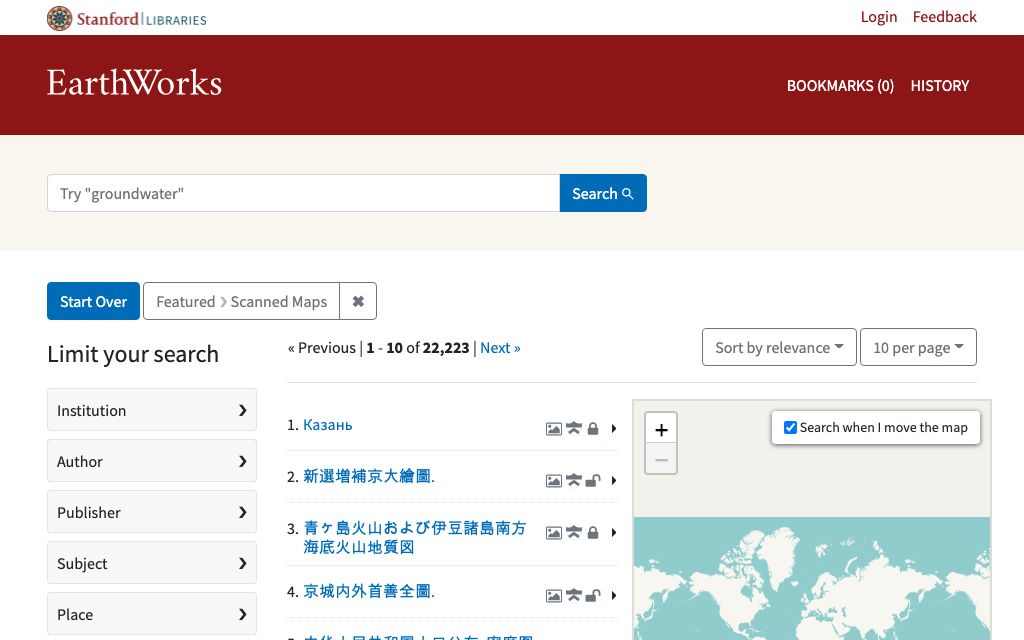 Stanford LIBRARIES
Login Feedback
EarthWorks
BOOKMARKS (0) HISTORY
Try "groundwater"
Search
Start Over
Featured Scanned Maps ✖
Limit your search
« Previous | 1 - 10 of 22,223 | Next »
Sort by relevance
10 per page
Institution
Author
Publisher
Subject
Place
1. Казань
2. 新選増補京大繪圖.
3. 青ヶ島火山および伊豆諸島南方
海底火山地質図
4. 京城内外首善全圖.
+
−
Search when I move the map